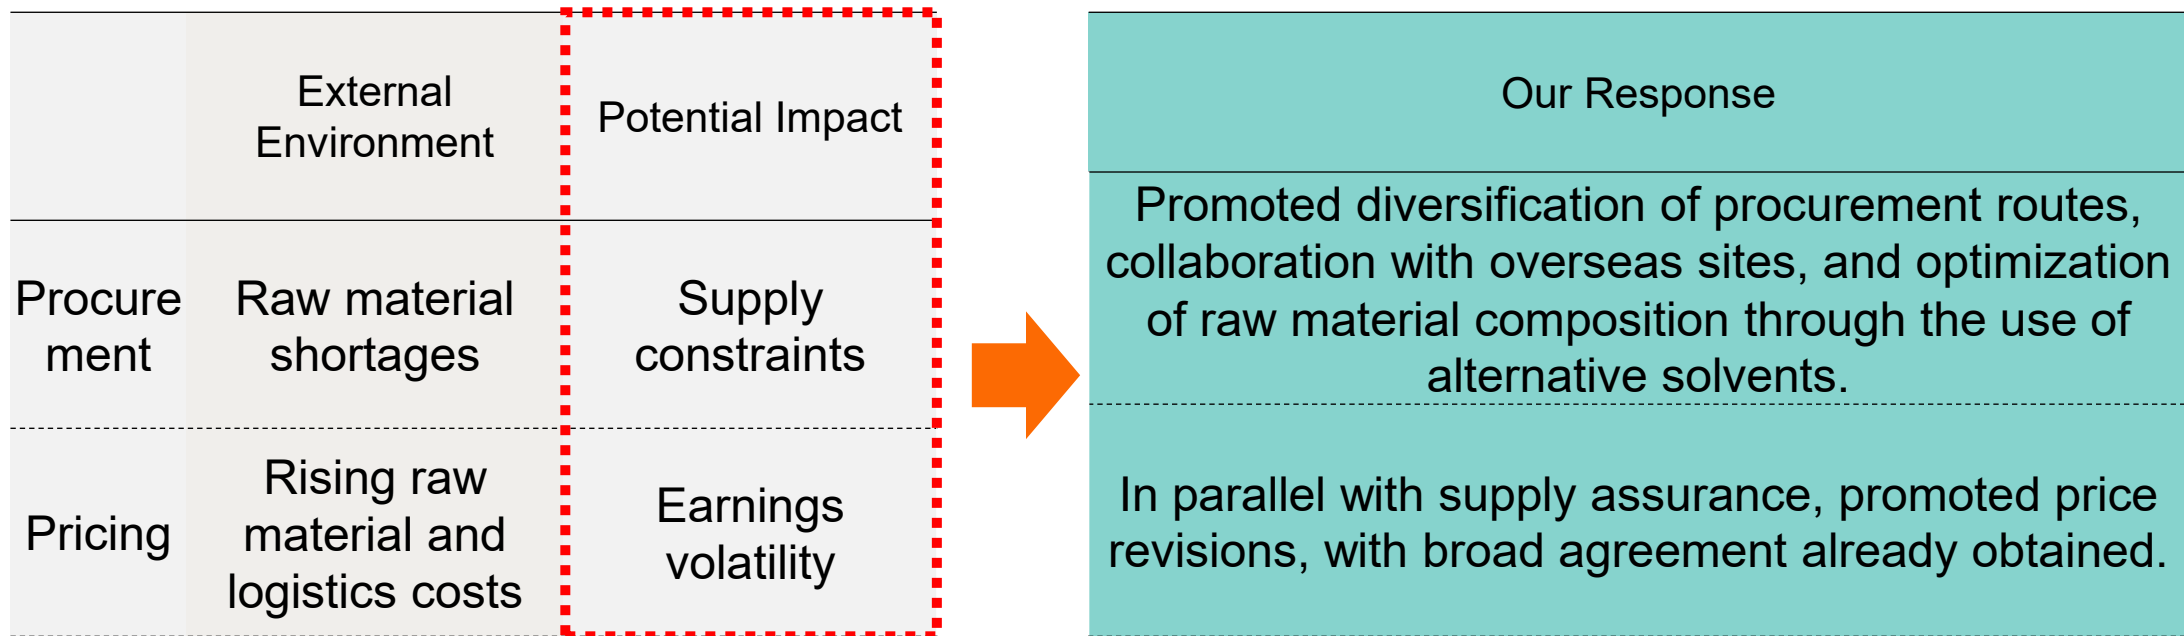 External
Environment
Potential Impact
Our Response
Procure
ment
Raw material
shortages
Supply
constraints
Promoted diversification of procurement routes,
collaboration with overseas sites, and optimization
of raw material composition through the use of
alternative solvents.
Pricing
Rising raw
material and
logistics costs
Earnings
volatility
In parallel with supply assurance, promoted price
revisions, with broad agreement already obtained.